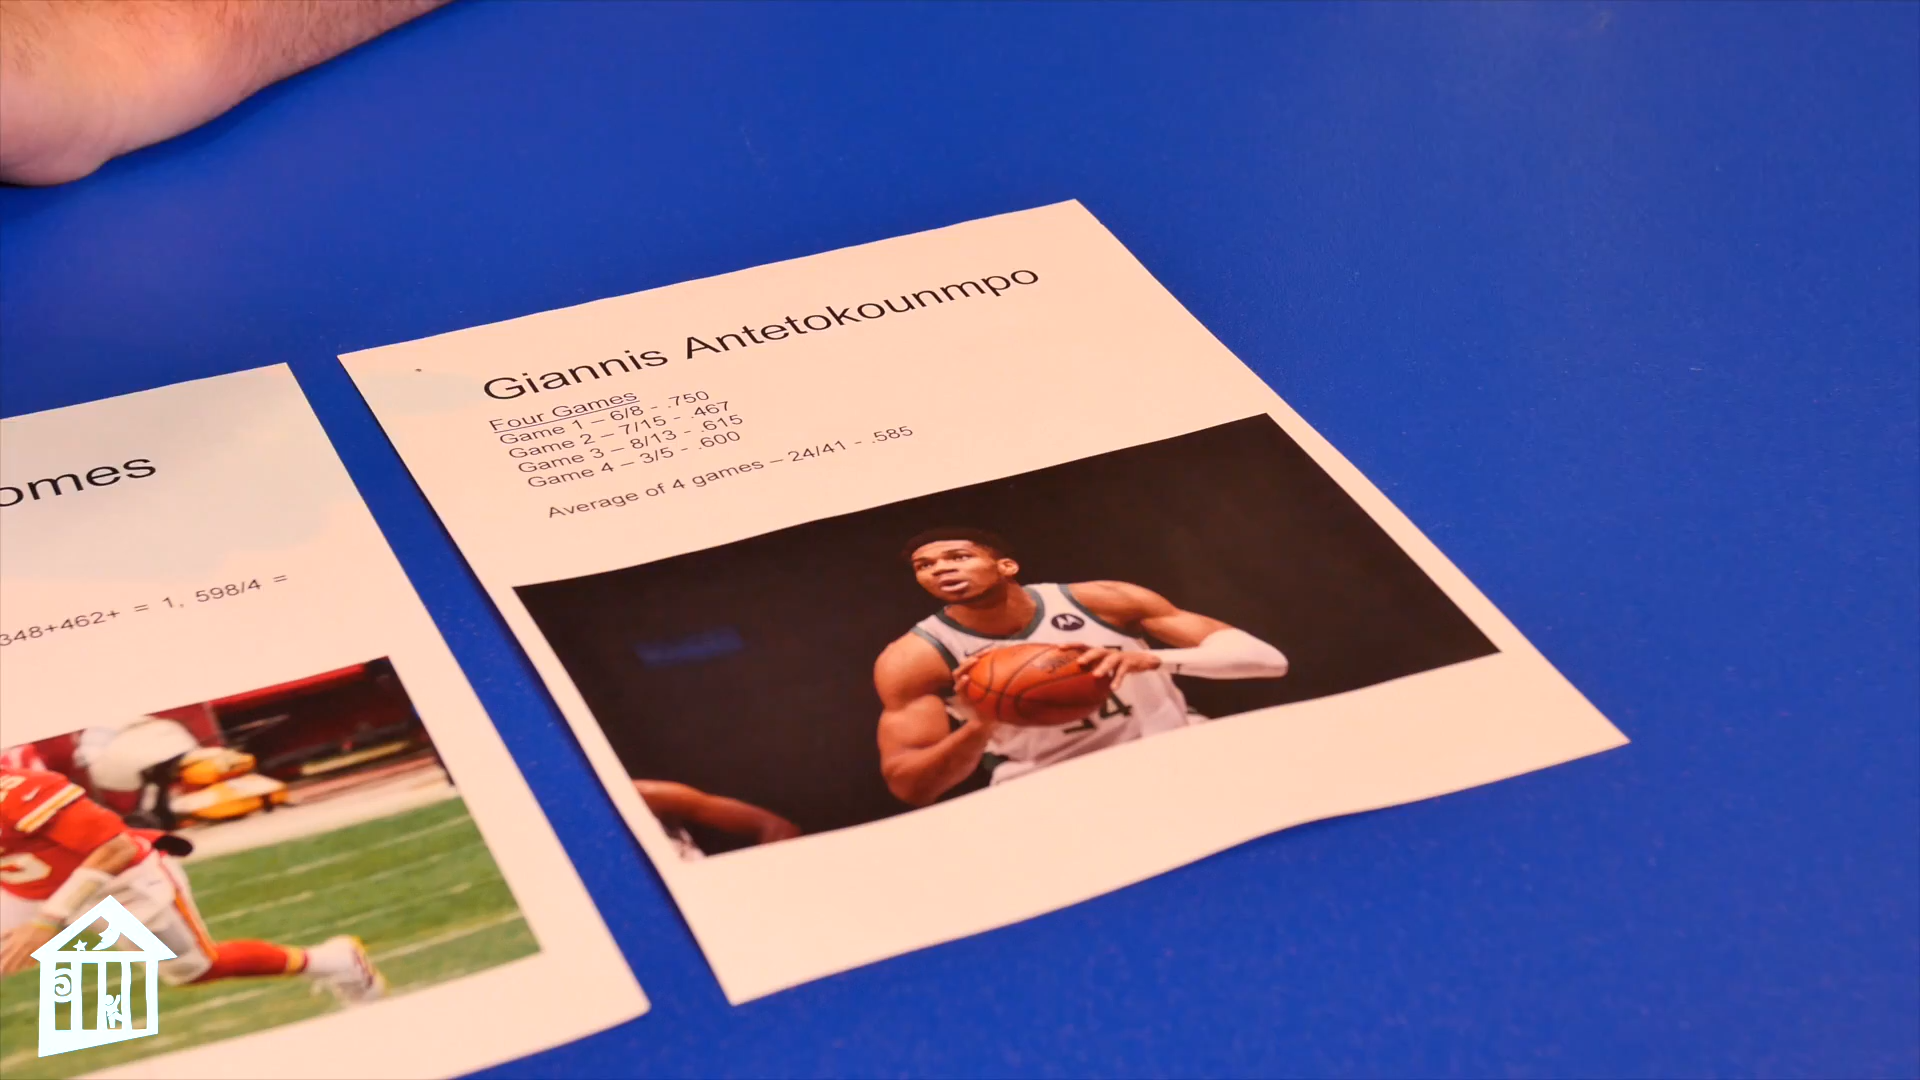 Giannis Antetokounmpo
Four Games
Game 1 – 6/8 - .750
Game 2 – 7/15 - .467
Game 3 – 8/13 - .615
Game 4 – 3/5 - .600
Average of 4 games – 24/41 - .585
34
omes
348+462+ = 1, 598/4 =